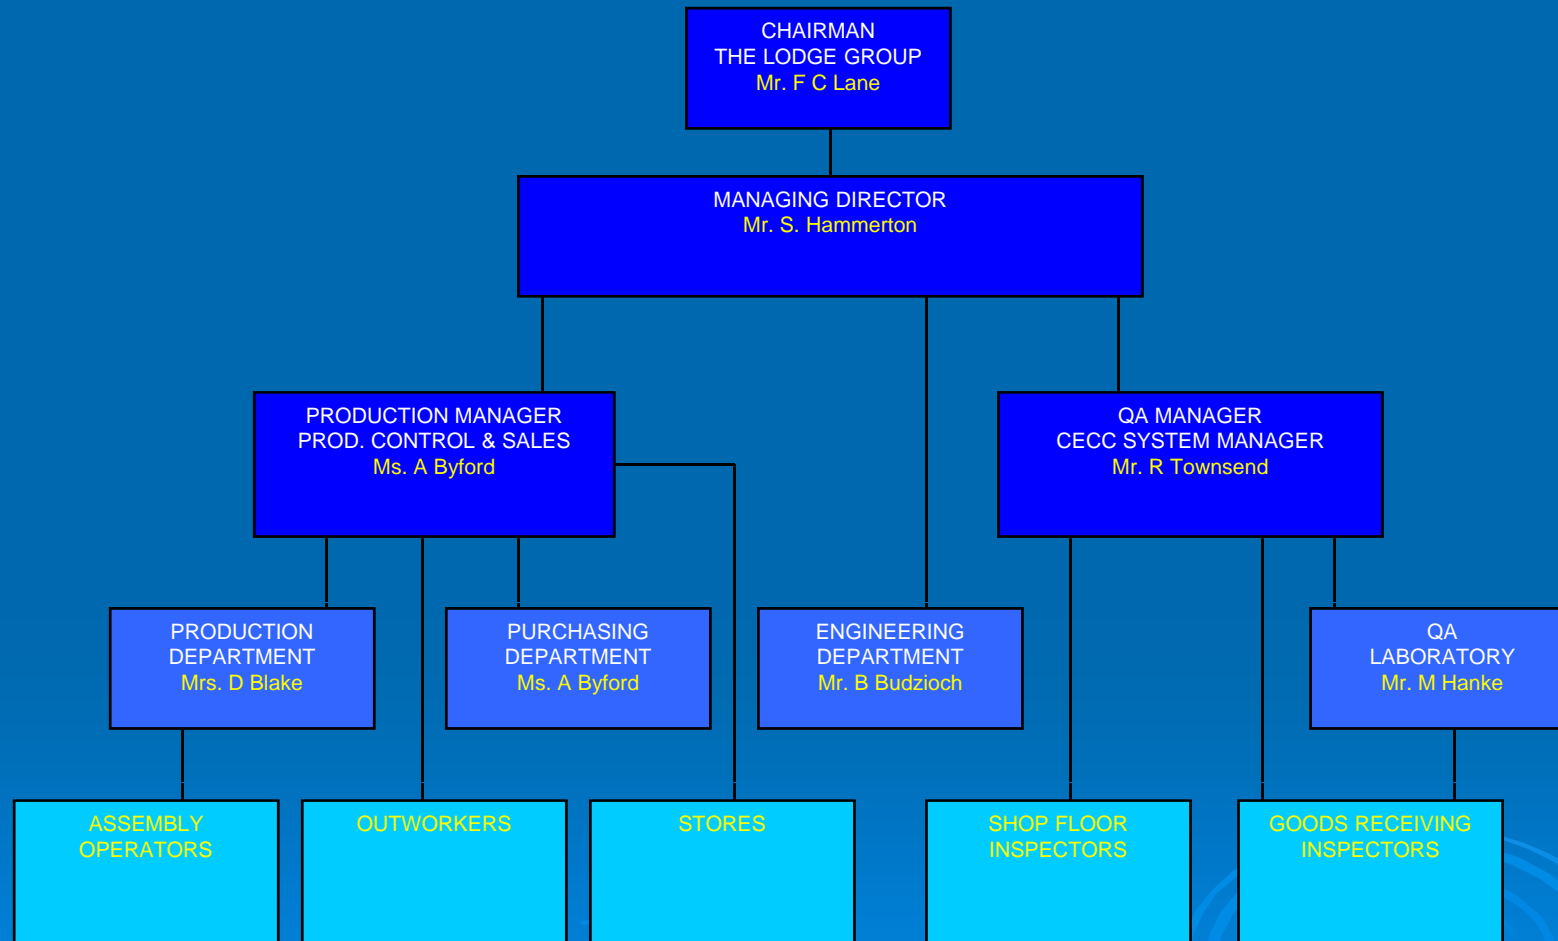 CHAIRMAN
THE LODGE GROUP
Mr. F C Lane
MANAGING DIRECTOR
Mr. S. Hammerton
PRODUCTION MANAGER
PROD. CONTROL & SALES
Ms. A Byford
QA MANAGER
CECC SYSTEM MANAGER
Mr. R Townsend
PRODUCTION
DEPARTMENT
Mrs. D Blake
PURCHASING
DEPARTMENT
Ms. A Byford
ENGINEERING
DEPARTMENT
Mr. B Budzioch
QA
LABORATORY
Mr. M Hanke
ASSEMBLY
OPERATORS
OUTWORKERS
STORES
SHOP FLOOR
INSPECTORS
GOODS RECEIVING
INSPECTORS